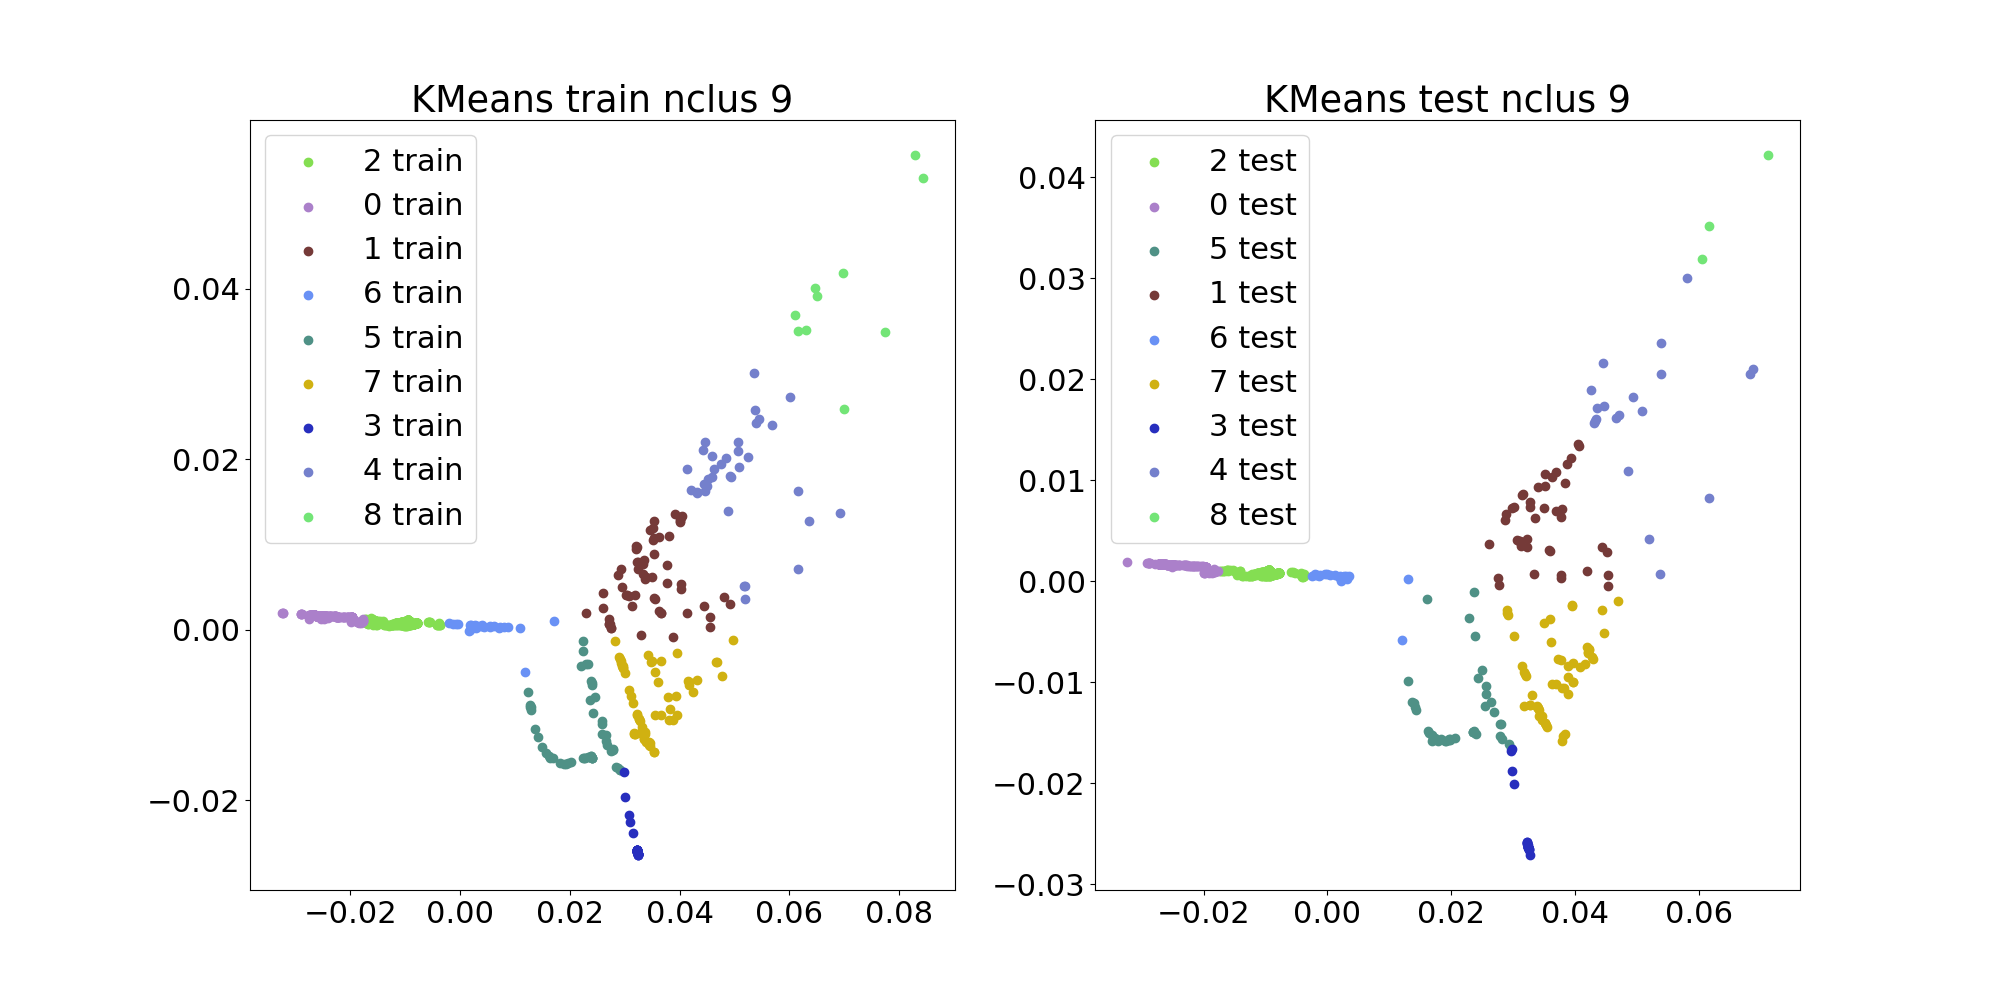 KMeans train nclus 9
2 train
0 train
1 train
6 train
5 train
7 train
3 train
4 train
8 train
0.04
0.02
0.00
−0.02
−0.02 0.00 0.02 0.04 0.06 0.08
KMeans test nclus 9
2 test
0 test
5 test
1 test
6 test
7 test
3 test
4 test
8 test
0.04
0.03
0.02
0.01
0.00
−0.01
−0.02
−0.03
−0.02 0.00 0.02 0.04 0.06